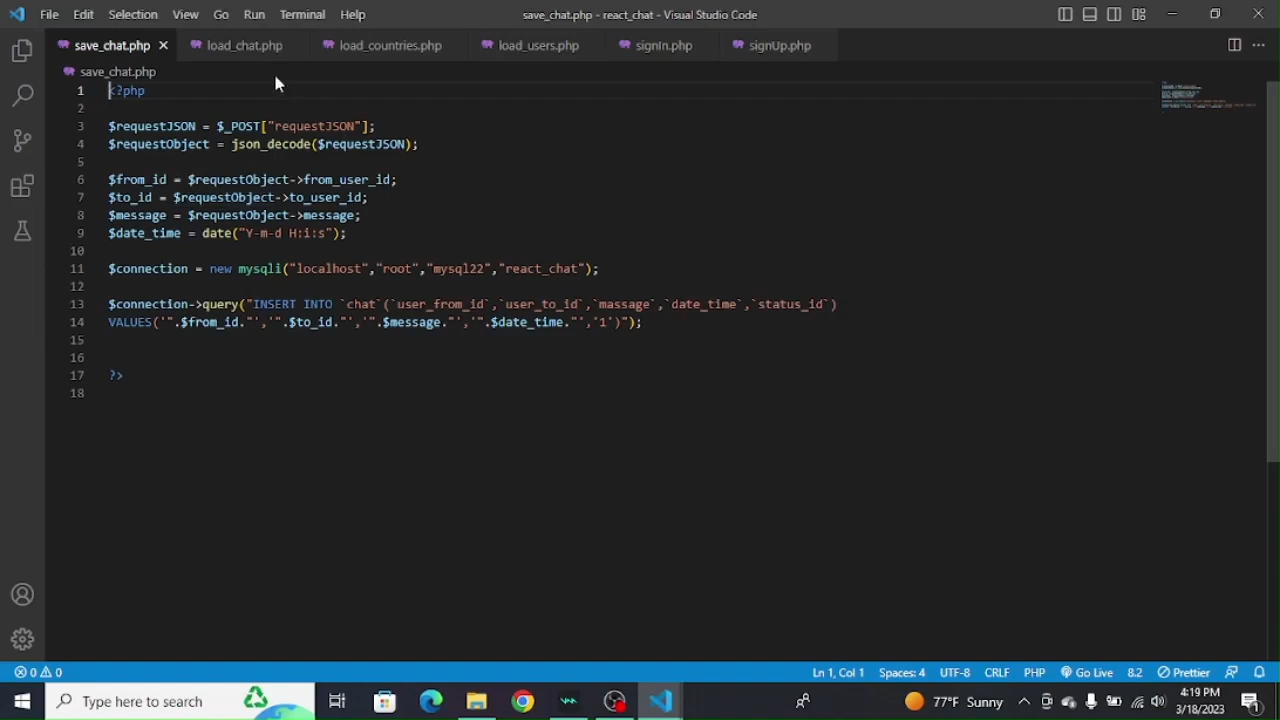 File Edit Selection View Go Run Terminal Help save_chat.php - react_chat - Visual Studio Code
save_chat.php load_chat.php load_countries.php load_users.php signIn.php signUp.php
save_chat.php
1 <?php
2
3 $requestJSON = $_POST["requestJSON"];
4 $requestObject = json_decode($requestJSON);
5
6 $from_id = $requestObject->from_user_id;
7 $to_id = $requestObject->to_user_id;
8 $message = $requestObject->message;
9 $date_time = date("Y-m-d H:i:s");
10
11 $connection = new mysqli("localhost","root","mysql22","react_chat");
12
13 $connection->query("INSERT INTO `chat`(`user_from_id`,`user_to_id`,`massage`,`date_time`,`status_id`)
14 VALUES('".$from_id."','".$to_id."','".$message."','".$date_time."','1')");
15
16
17 ?>
18
0 0 Ln 1, Col 1 Spaces: 4 UTF-8 CRLF PHP Go Live 8.2 Prettier
Type here to search 77°F Sunny 4:19 PM
3/18/2023 1